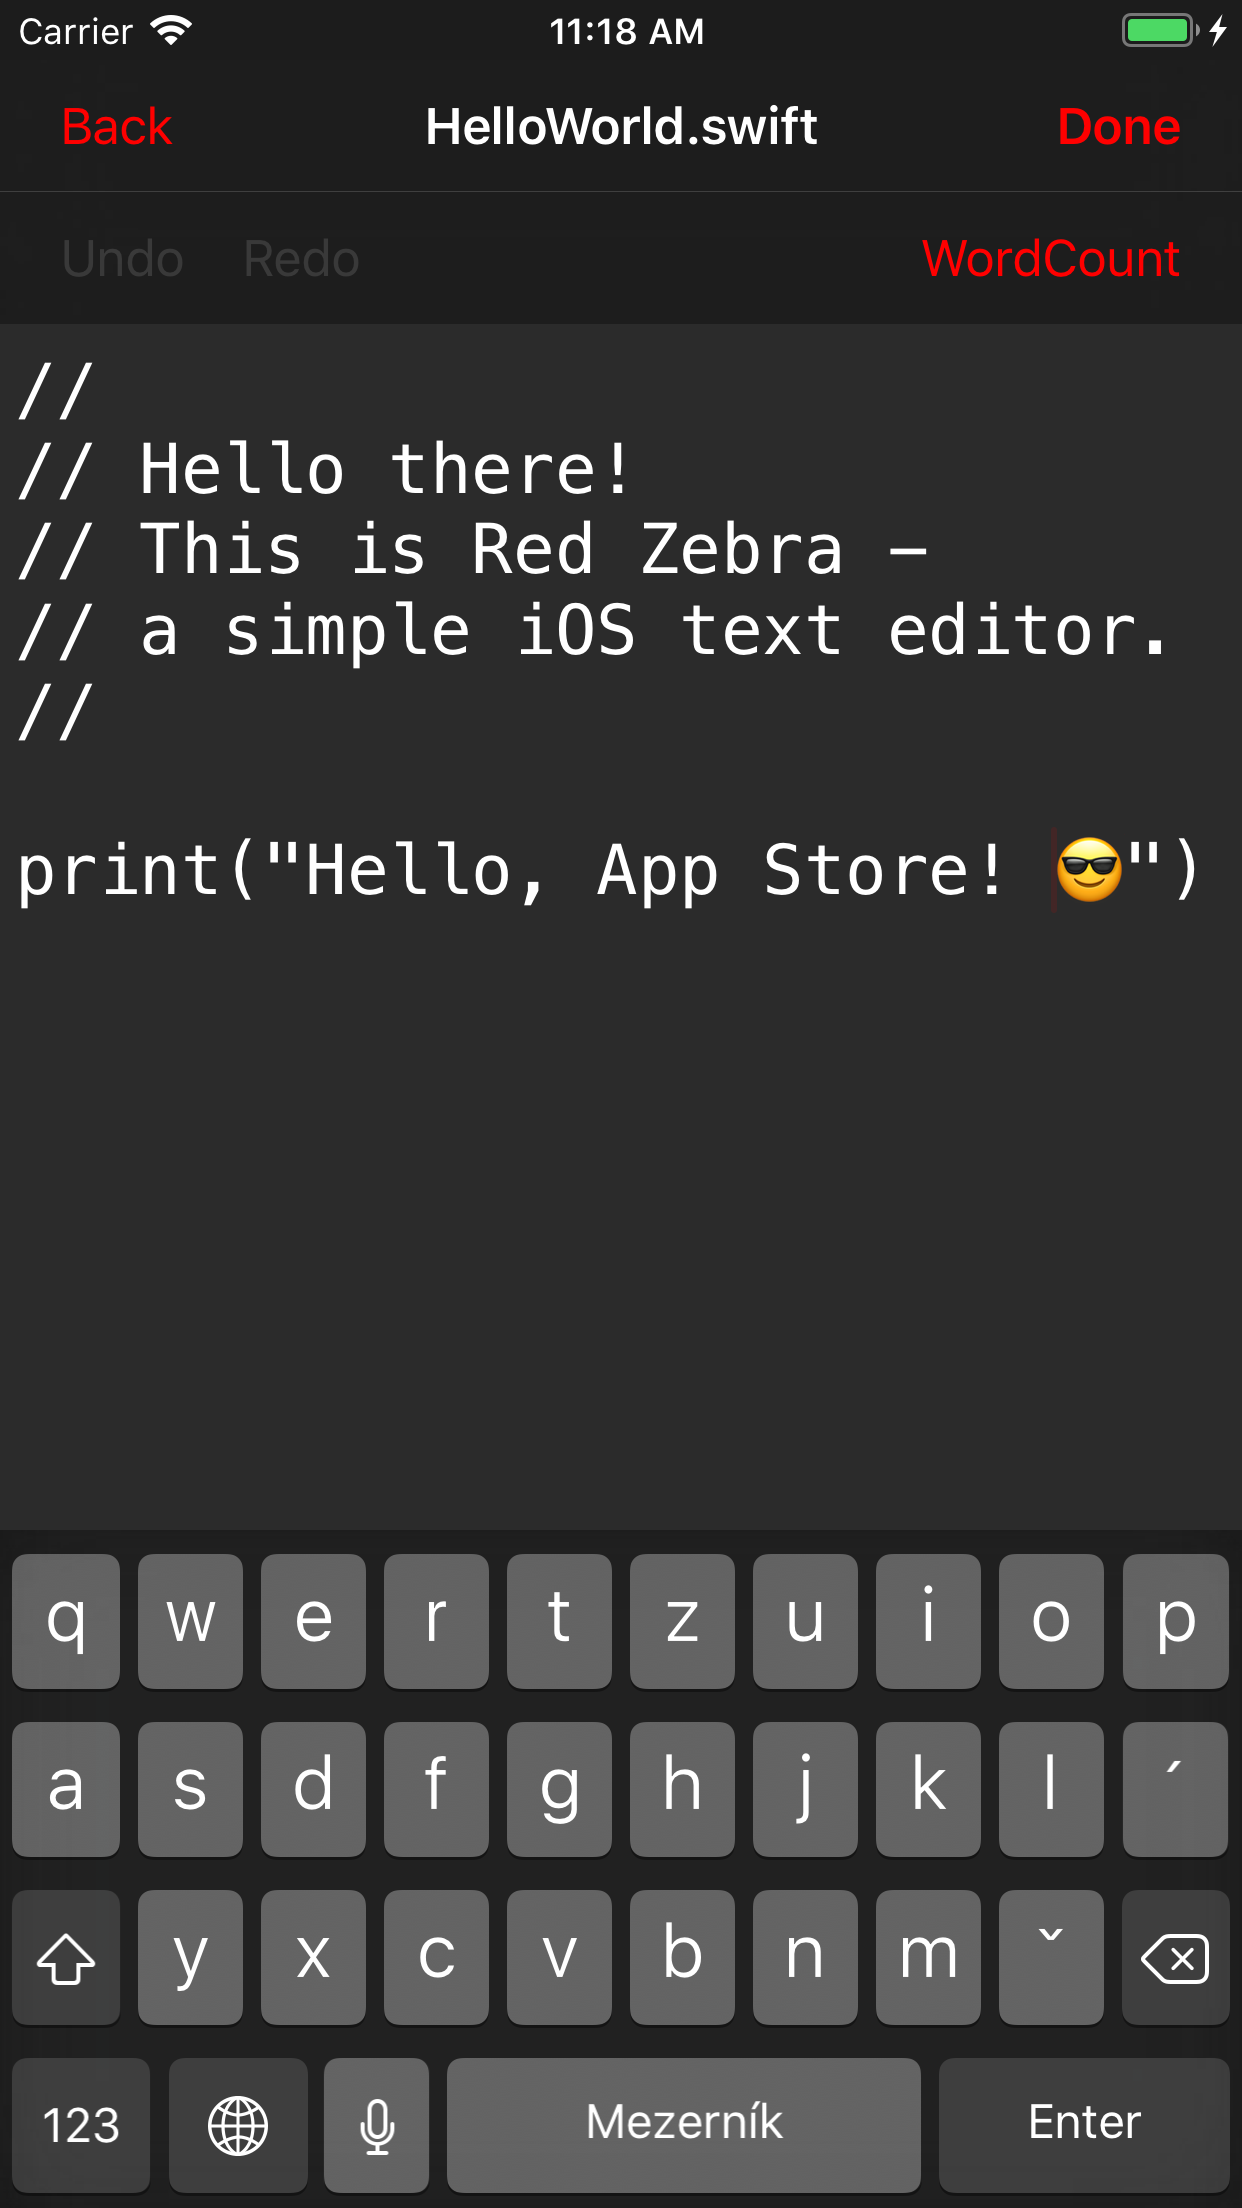 Carrier 11:18 AM
Back HelloWorld.swift Done
Undo Redo WordCount
//
// Hello there!
// This is Red Zebra –
// a simple iOS text editor.
//
print("Hello, App Store! 😎")
q w e r t z u i o p
a s d f g h j k l ´
y x c v b n m ˇ
123 Mezerník Enter